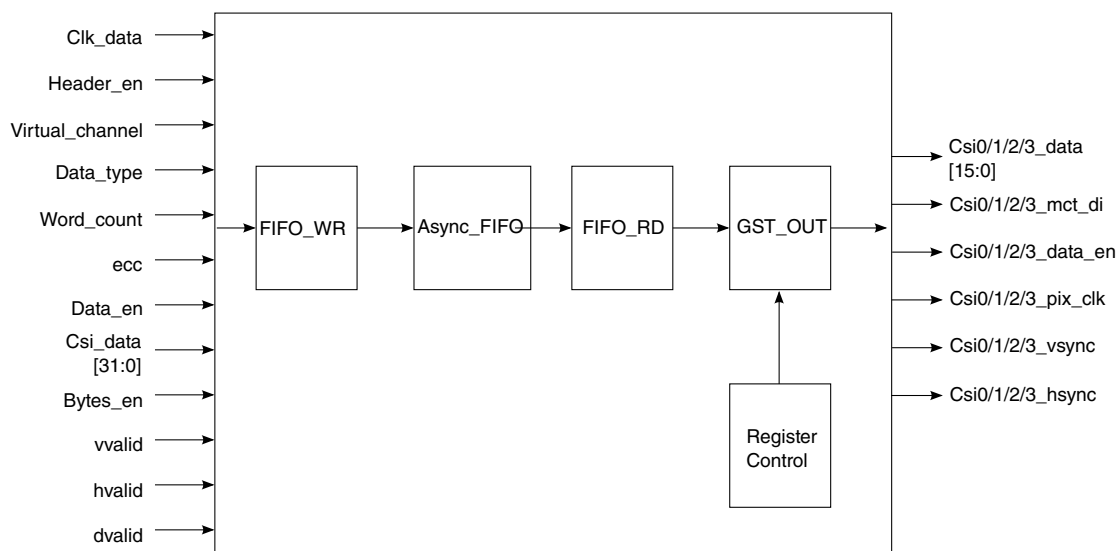 Clk_data
Header_en
Virtual_channel
Data_type
Word_count
ecc
Data_en
Csi_data
[31:0]
Bytes_en
vvalid
hvalid
dvalid
FIFO_WR
Async_FIFO
FIFO_RD
GST_OUT
Register
Control
Csi0/1/2/3_data
[15:0]
Csi0/1/2/3_mct_di
Csi0/1/2/3_data_en
Csi0/1/2/3_pix_clk
Csi0/1/2/3_vsync
Csi0/1/2/3_hsync